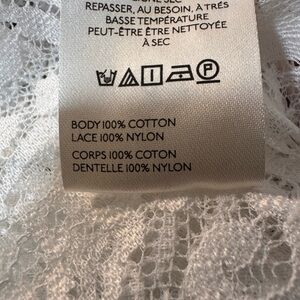 REPASSER, AU BESOIN, À TRÈS
BASSE TEMPÉRATURE
PEUT-ÊTRE ÊTRE NETTOYÉE
À SEC
P
BODY 100% COTTON
LACE 100% NYLON
CORPS 100% COTON
DENTELLE 100% NYLON